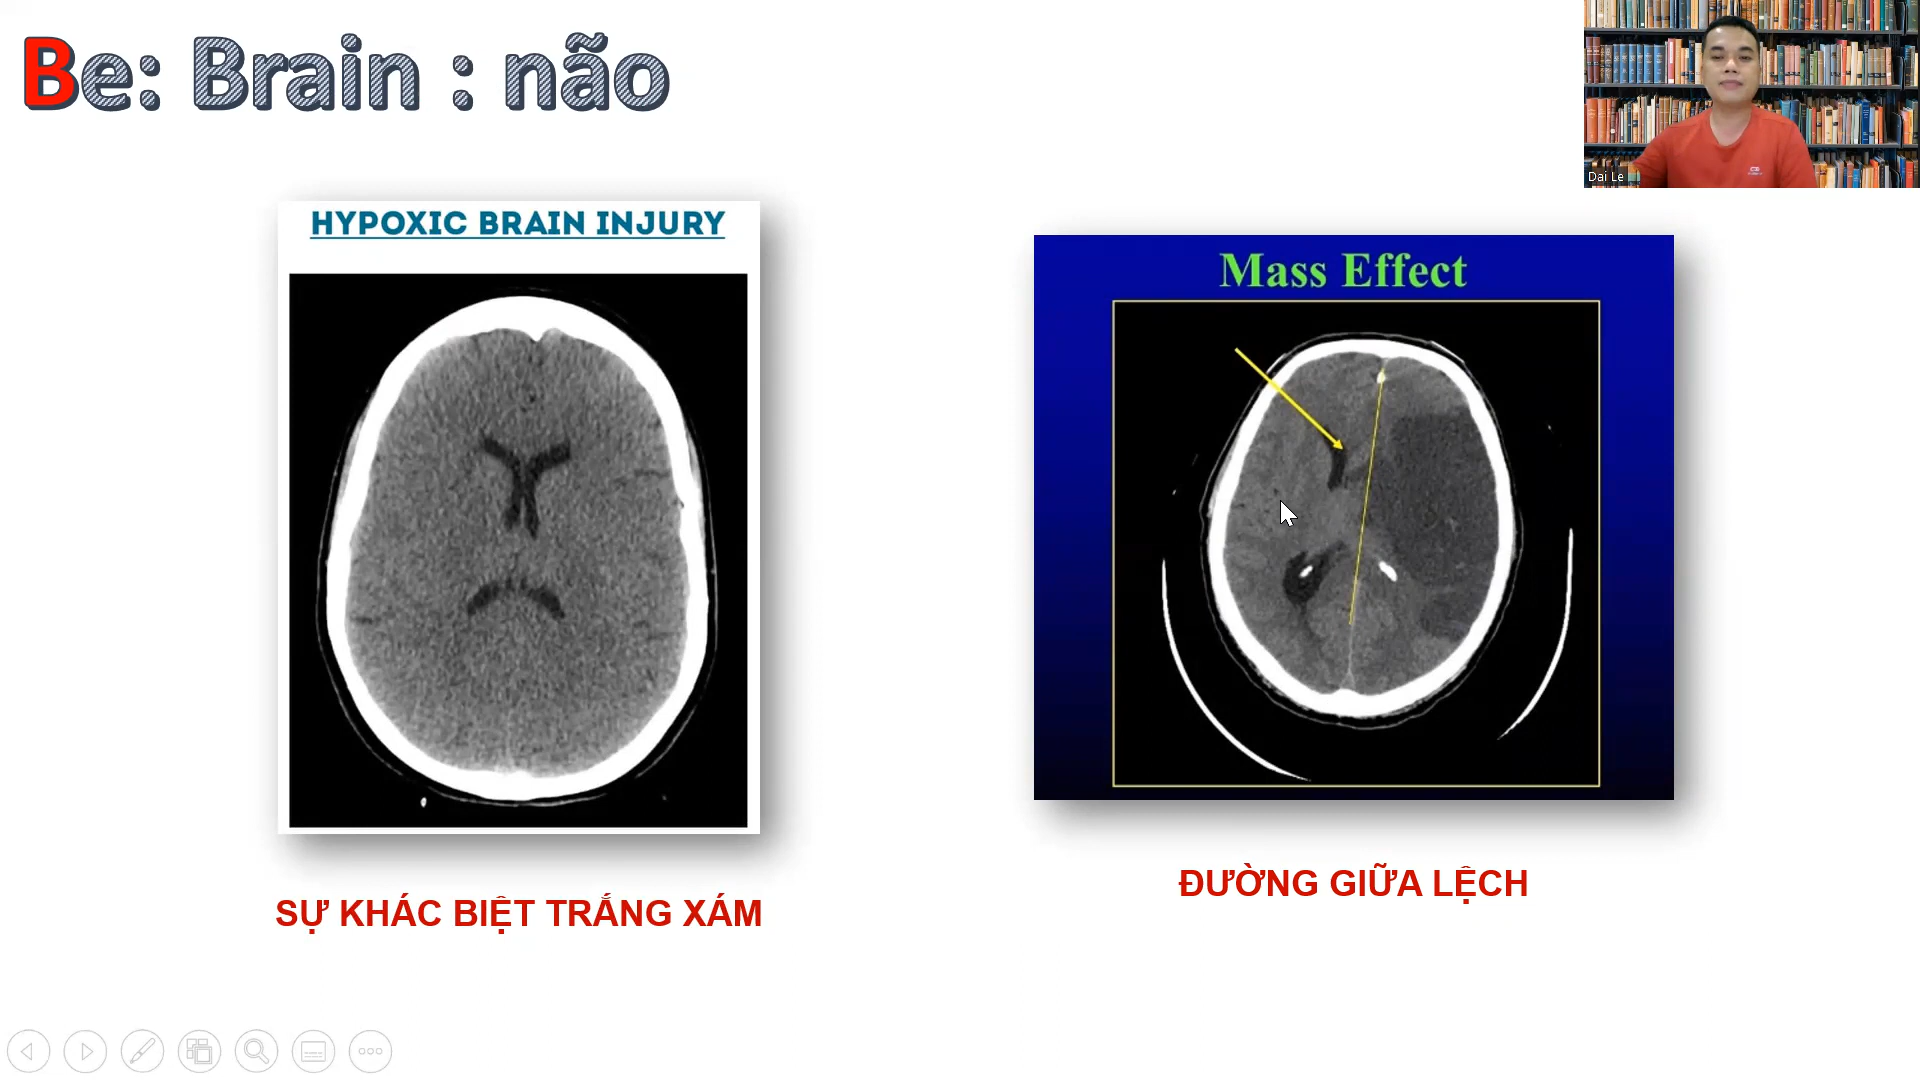 Be: Brain : não
Dai Le
HYPOXIC BRAIN INJURY
Mass Effect
SỰ KHÁC BIỆT TRẮNG XÁM
ĐƯỜNG GIỮA LỆCH